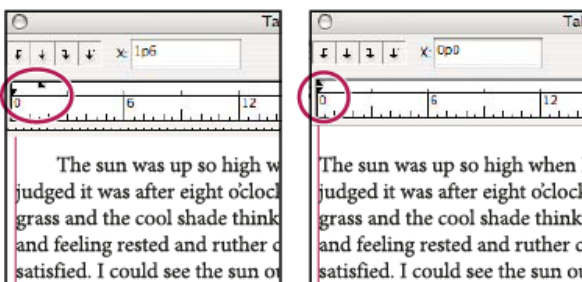 Ta
X: 1p6
0 6 12
The sun was up so high w
judged it was after eight o'clock
grass and the cool shade think
and feeling rested and ruther
satisfied. I could see the sun ou
Ta
X: 0p0
0 6 12
The sun was up so high when
judged it was after eight o'clock
grass and the cool shade think
and feeling rested and ruther
satisfied. I could see the sun ou